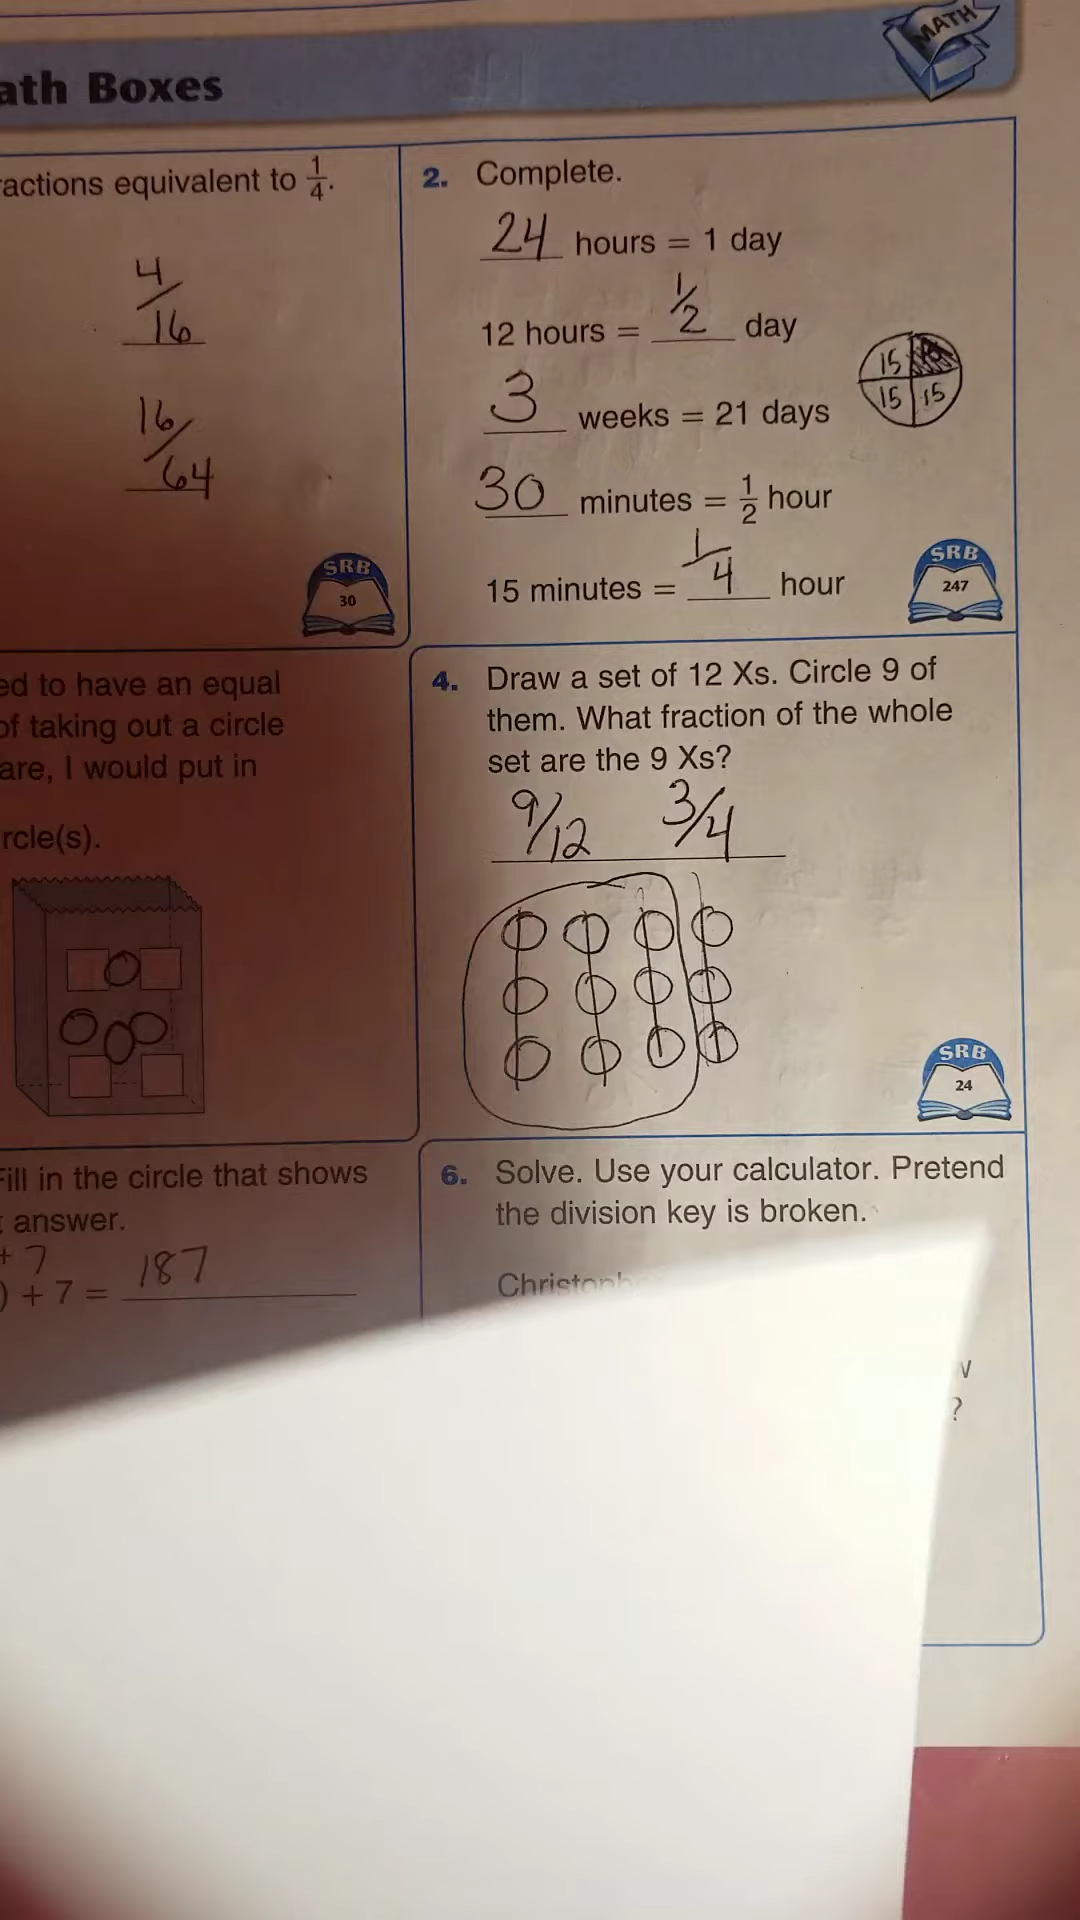 MATH
ath Boxes
ractions equivalent to 1/4.
4/16
16/64
SRB
30
2. Complete.
24 hours = 1 day
12 hours = 1/2 day
3 weeks = 21 days
30 minutes = 1/2 hour
15 minutes = 1/4 hour
15
15 15
SRB
247
ed to have an equal
of taking out a circle
are, I would put in
rcle(s).
4. Draw a set of 12 Xs. Circle 9 of
them. What fraction of the whole
set are the 9 Xs?
9/12 3/4
SRB
24
Fill in the circle that shows
answer.
+ 7
) + 7 = 187
6. Solve. Use your calculator. Pretend
the division key is broken.
Christoph
?